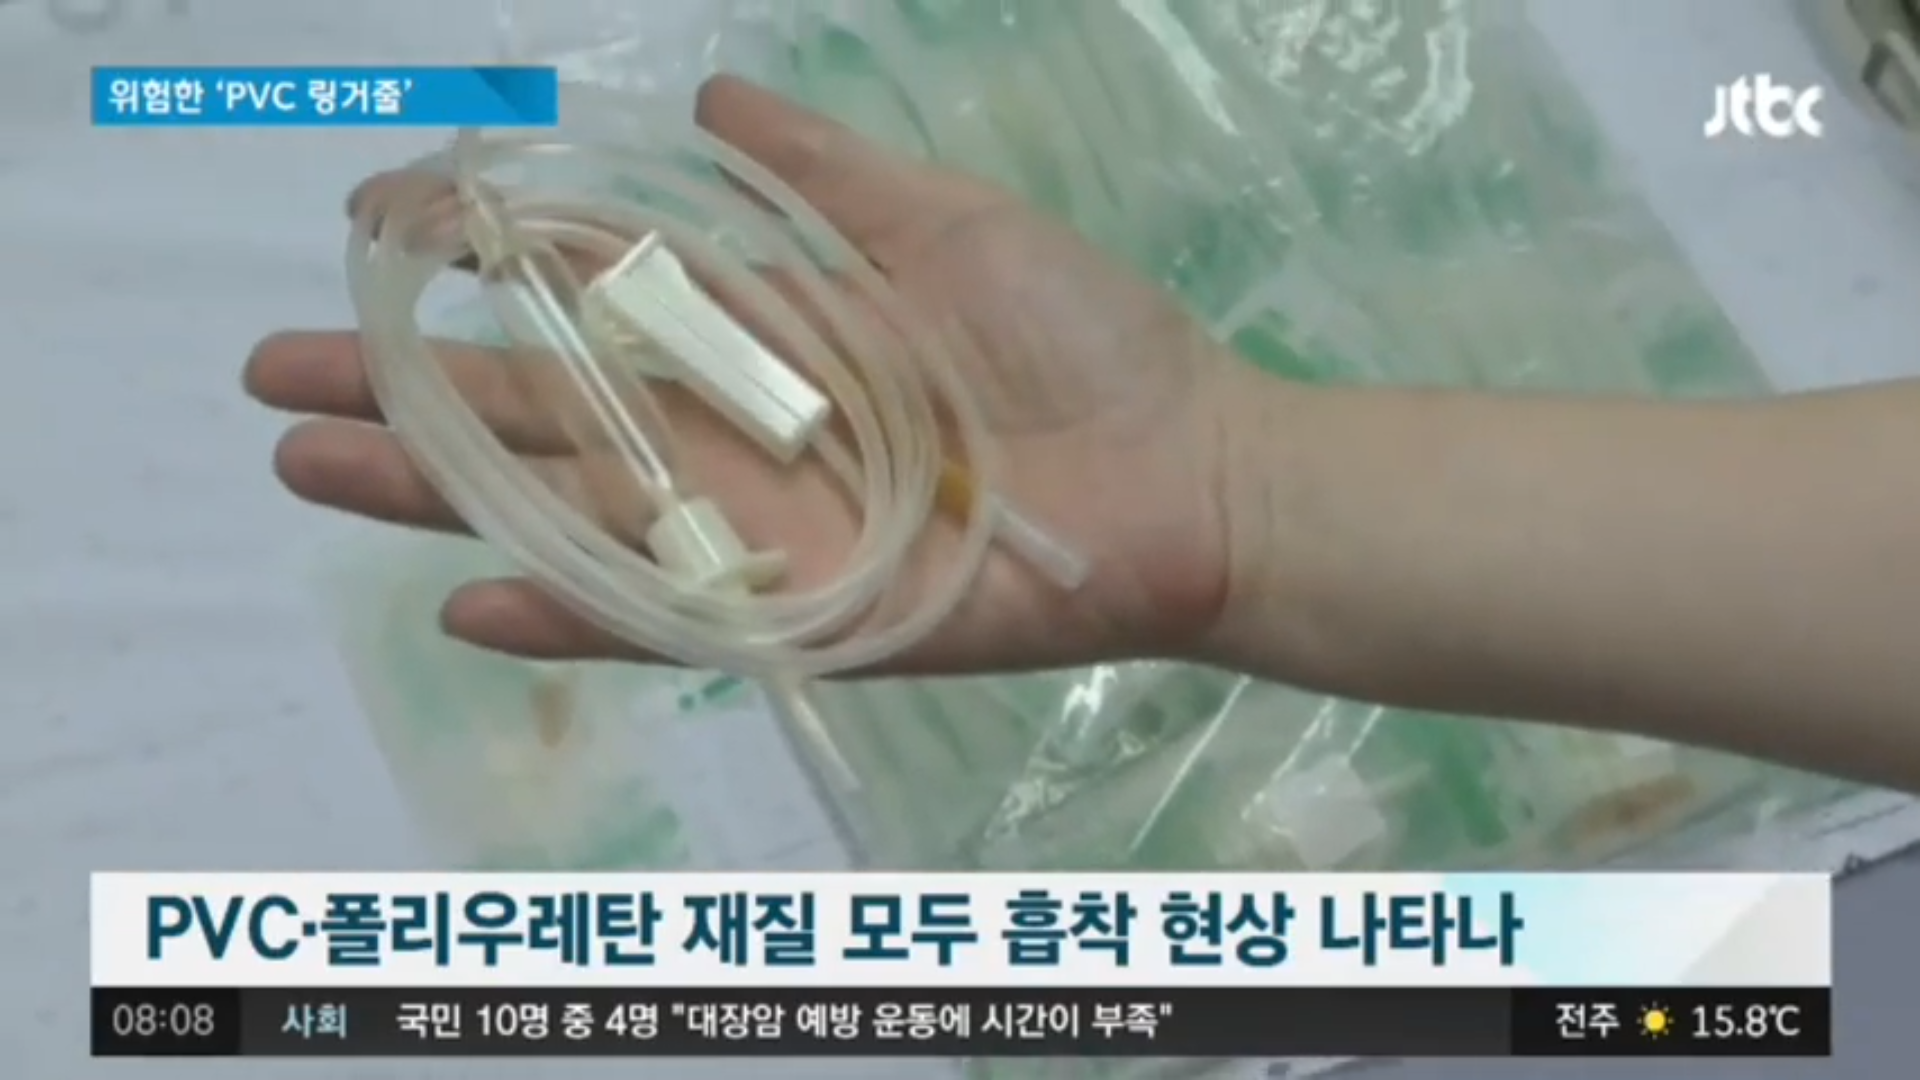 위험한 ‘PVC 링거줄’
jtbc
PVC·폴리우레탄 재질 모두 흡착 현상 나타나
08:08 사회 국민 10명 중 4명 "대장암 예방 운동에 시간이 부족" 전주 15.8℃